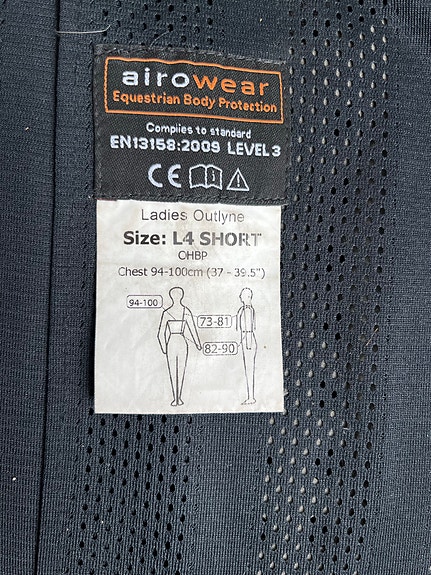 airowear
Equestrian Body Protection
Complies to standard
EN13158:2009 LEVEL 3
CE
Ladies Outlyne
Size: L4 SHORT
OHBP
Chest 94-100cm (37 - 39.5")
94-100
73-81
82-90